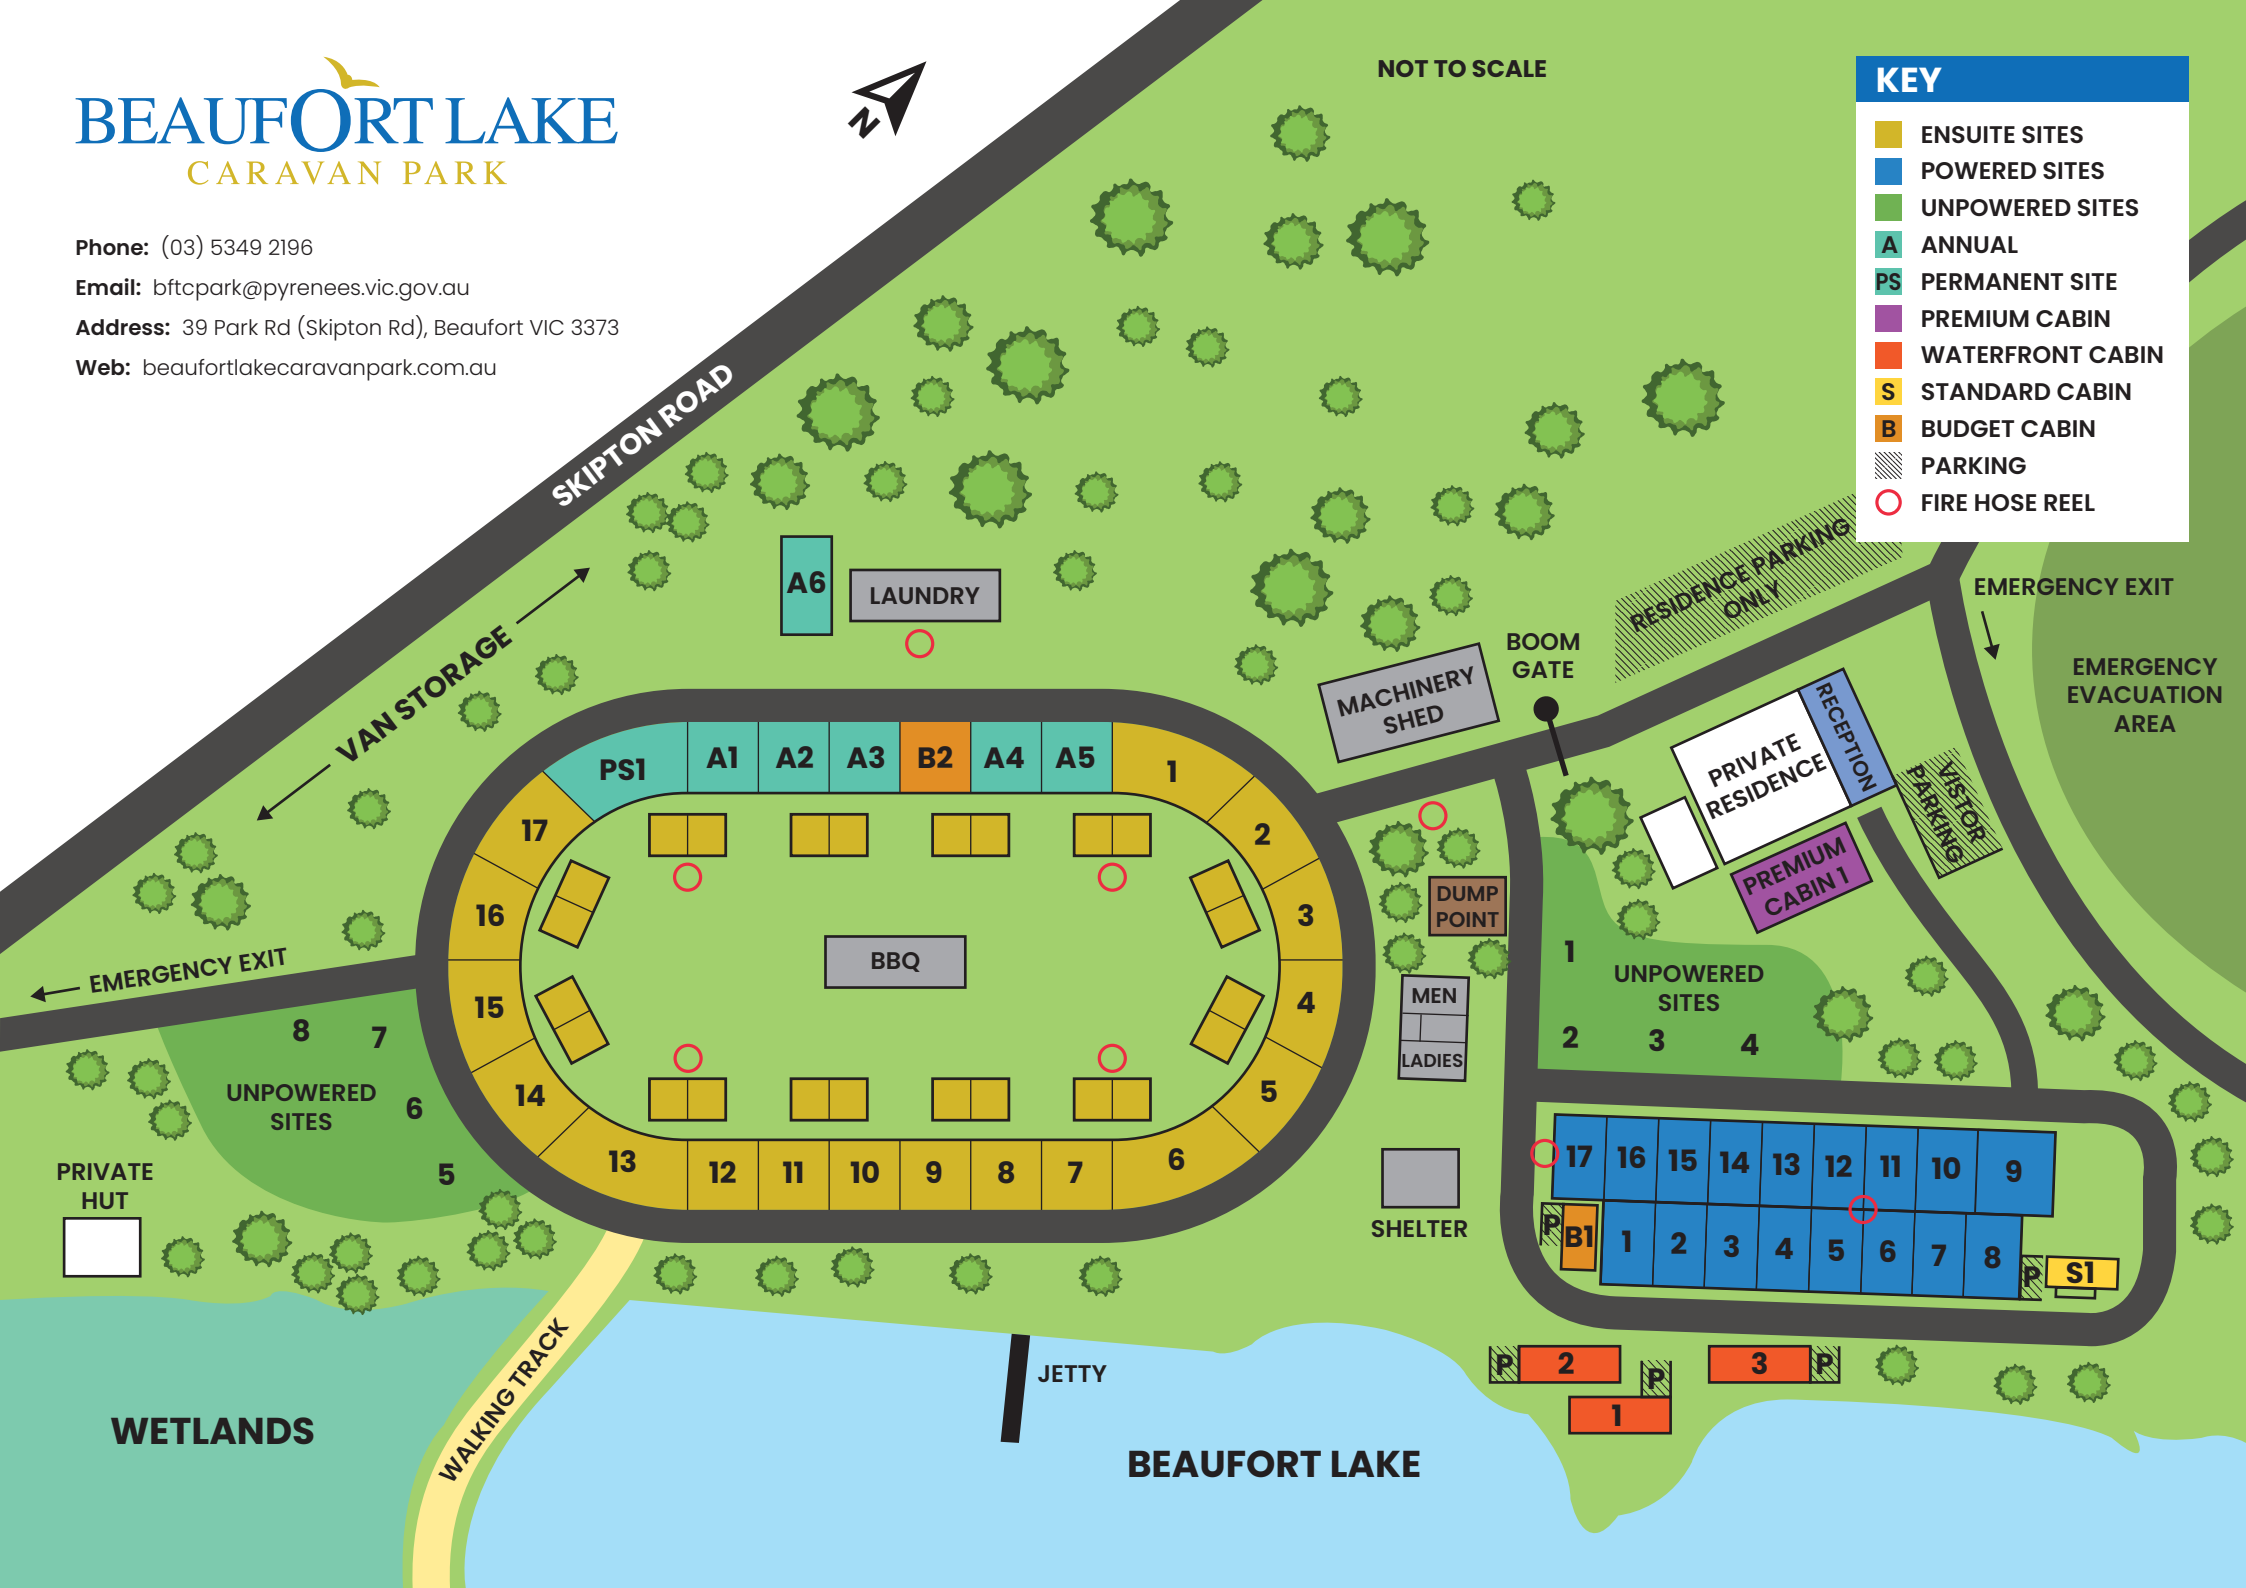 BEAUFORT LAKE
CARAVAN PARK
Phone: (03) 5349 2196
Email: bftcpark@pyrenees.vic.gov.au
Address: 39 Park Rd (Skipton Rd), Beaufort VIC 3373
Web: beaufortlakecaravanpark.com.au
N
NOT TO SCALE
KEY
ENSUITE SITES
POWERED SITES
UNPOWERED SITES
A ANNUAL
PS PERMANENT SITE
PREMIUM CABIN
WATERFRONT CABIN
S STANDARD CABIN
B BUDGET CABIN
PARKING
FIRE HOSE REEL
SKIPTON ROAD
VAN STORAGE
A6
LAUNDRY
MACHINERY
SHED
BOOM
GATE
RESIDENCE PARKING
ONLY
EMERGENCY EXIT
EMERGENCY
EVACUATION
AREA
PRIVATE
RESIDENCE
RECEPTION
VISTOR
PARKING
PREMIUM
CABIN 1
PS1 A1 A2 A3 B2 A4 A5 1
2
3
4
5
6
7
8
9
10
11
12
13
14
15
16
17
BBQ
DUMP
POINT
MEN
LADIES
SHELTER
1
UNPOWERED
SITES
2 3 4
EMERGENCY EXIT
8 7
UNPOWERED
SITES
6
5
PRIVATE
HUT
17 16 15 14 13 12 11 10 9
P B1 1 2 3 4 5 6 7 8 P S1
P 2 P 3 P
1
WALKING TRACK
JETTY
WETLANDS
BEAUFORT LAKE